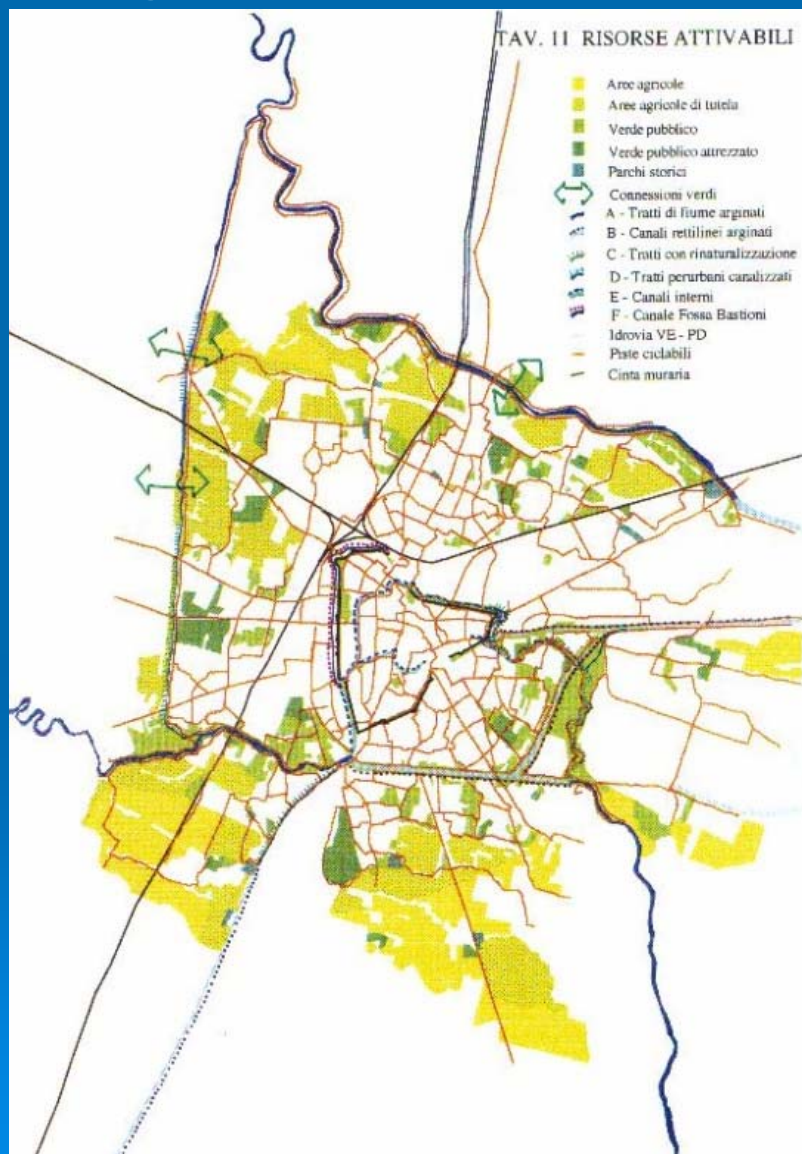 TAV. 11 RISORSE ATTIVABILI
Aree agricole
Aree agricole di tutela
Verde pubblico
Verde pubblico attrezzato
Parchi storici
Connessioni verdi
A - Tratti di fiume arginati
B - Canali rettilinei arginati
C - Tratti con rinaturalizzazione
D - Tratti periurbani canalizzati
E - Canali interni
F - Canale Fossa Bastioni
Idrovia VE - PD
Piste ciclabili
Cinta muraria